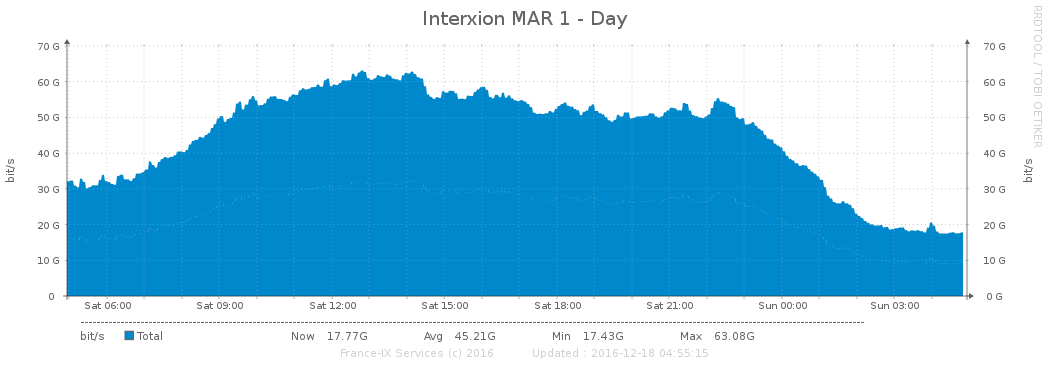 Interxion MAR 1 - Day
RRDTOOL / TOBI OETIKER
70 G 70 G
60 G 60 G
50 G 50 G
40 G 40 G
30 G 30 G
20 G 20 G
10 G 10 G
0 0 G
bit/s bit/s
Sat 06:00 Sat 09:00 Sat 12:00 Sat 15:00 Sat 18:00 Sat 21:00 Sun 00:00 Sun 03:00
bit/s Total Now 17.77G Avg 45.21G Min 17.43G Max 63.08G
France-IX Services (c) 2016 Updated : 2016-12-18 04:55:15